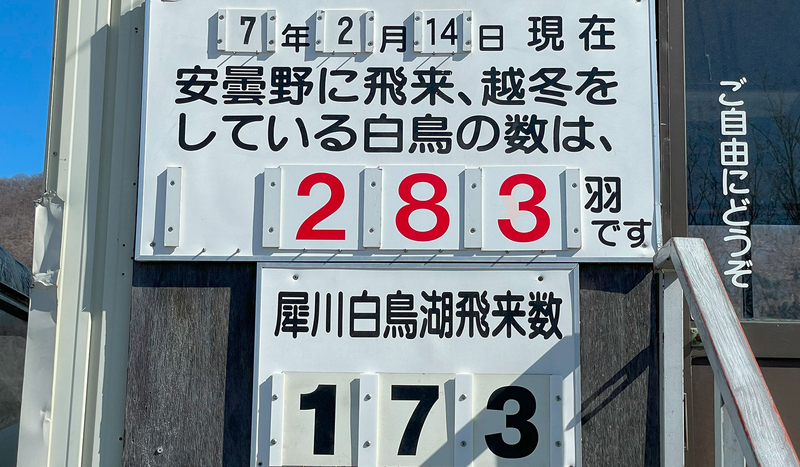 7年2月14日 現在
安曇野に飛来、越冬を
している白鳥の数は、
283羽です
犀川白鳥湖飛来数
173
ご自由にどうぞ